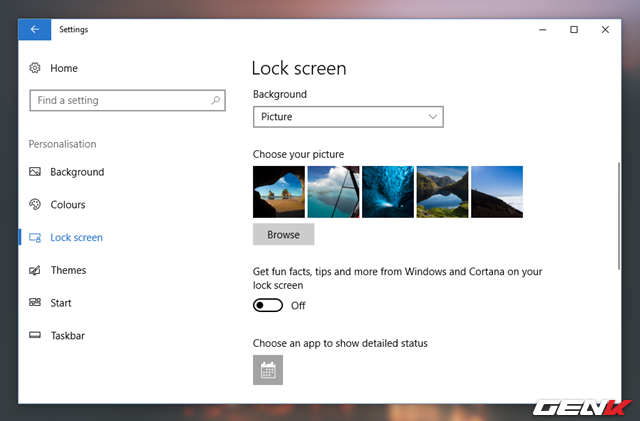 Settings
Home
Find a setting
Personalisation
Background
Colours
Lock screen
Themes
Start
Taskbar
Lock screen
Background
Picture
Choose your picture
Browse
Get fun facts, tips and more from Windows and Cortana on your
lock screen
Off
Choose an app to show detailed status
GENK